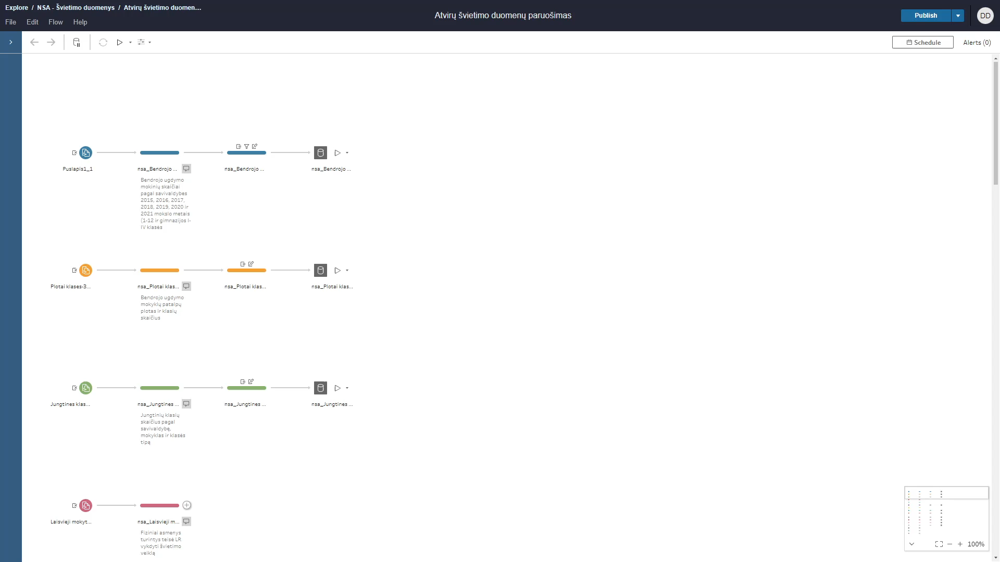 Explore / NSA - Švietimo duomenys / Atvirų švietimo duomen...
File Edit Flow Help
Atvirų švietimo duomenų paruošimas
Publish
DD
Schedule
Alerts (0)
Puslapis1_1
nsa_Bendrojo ...
nsa_Bendrojo ...
nsa_Bendrojo ...
Bendrojo ugdymo
mokinių skaičiai
pagal savivaldybes
2015, 2016, 2017,
2018, 2019, 2020 ir
2021 mokslo metais
(1-12 ir gimnazijos I-
IV klasės
Plotai klases-3...
nsa_Plotai klas...
nsa_Plotai klas...
nsa_Plotai klas...
Bendrojo ugdymo
mokyklų patalpų
plotas ir klasių
skaičius
Jungtines klas...
nsa_Jungtines ...
nsa_Jungtines ...
nsa_Jungtines ...
Jungtinių klasių
skaičius pagal
savivaldybę,
mokyklas ir klasės
tipą
Laisvieji mokyt...
nsa_Laisvieji m...
Fiziniai asmenys
turintys teisė LR
vykdyti švietimo
veiklą
100%